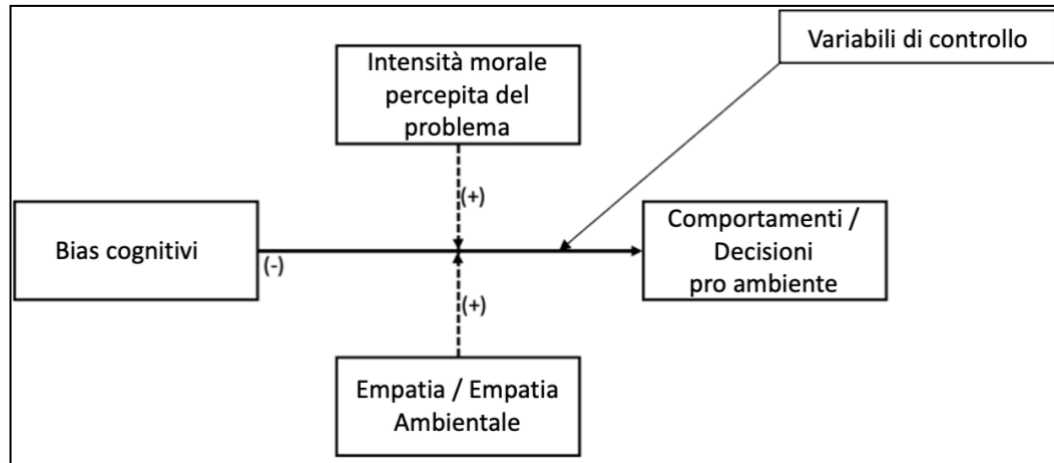 Variabili di controllo
Intensità morale
percepita del
problema
(+)
Bias cognitivi
(-)
Comportamenti /
Decisioni
pro ambiente
(+)
Empatia / Empatia
Ambientale